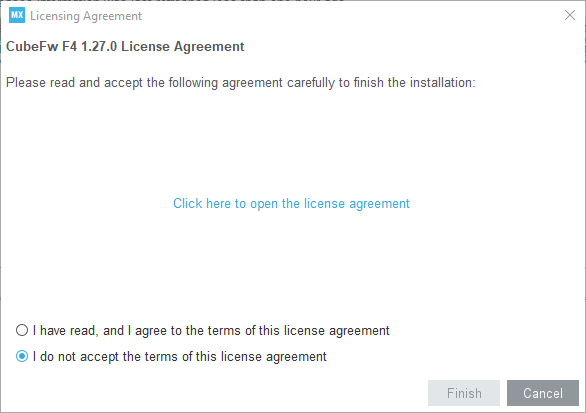 MX Licensing Agreement
CubeFw F4 1.27.0 License Agreement
Please read and accept the following agreement carefully to finish the installation:
Click here to open the license agreement
I have read, and I agree to the terms of this license agreement
I do not accept the terms of this license agreement
Finish Cancel